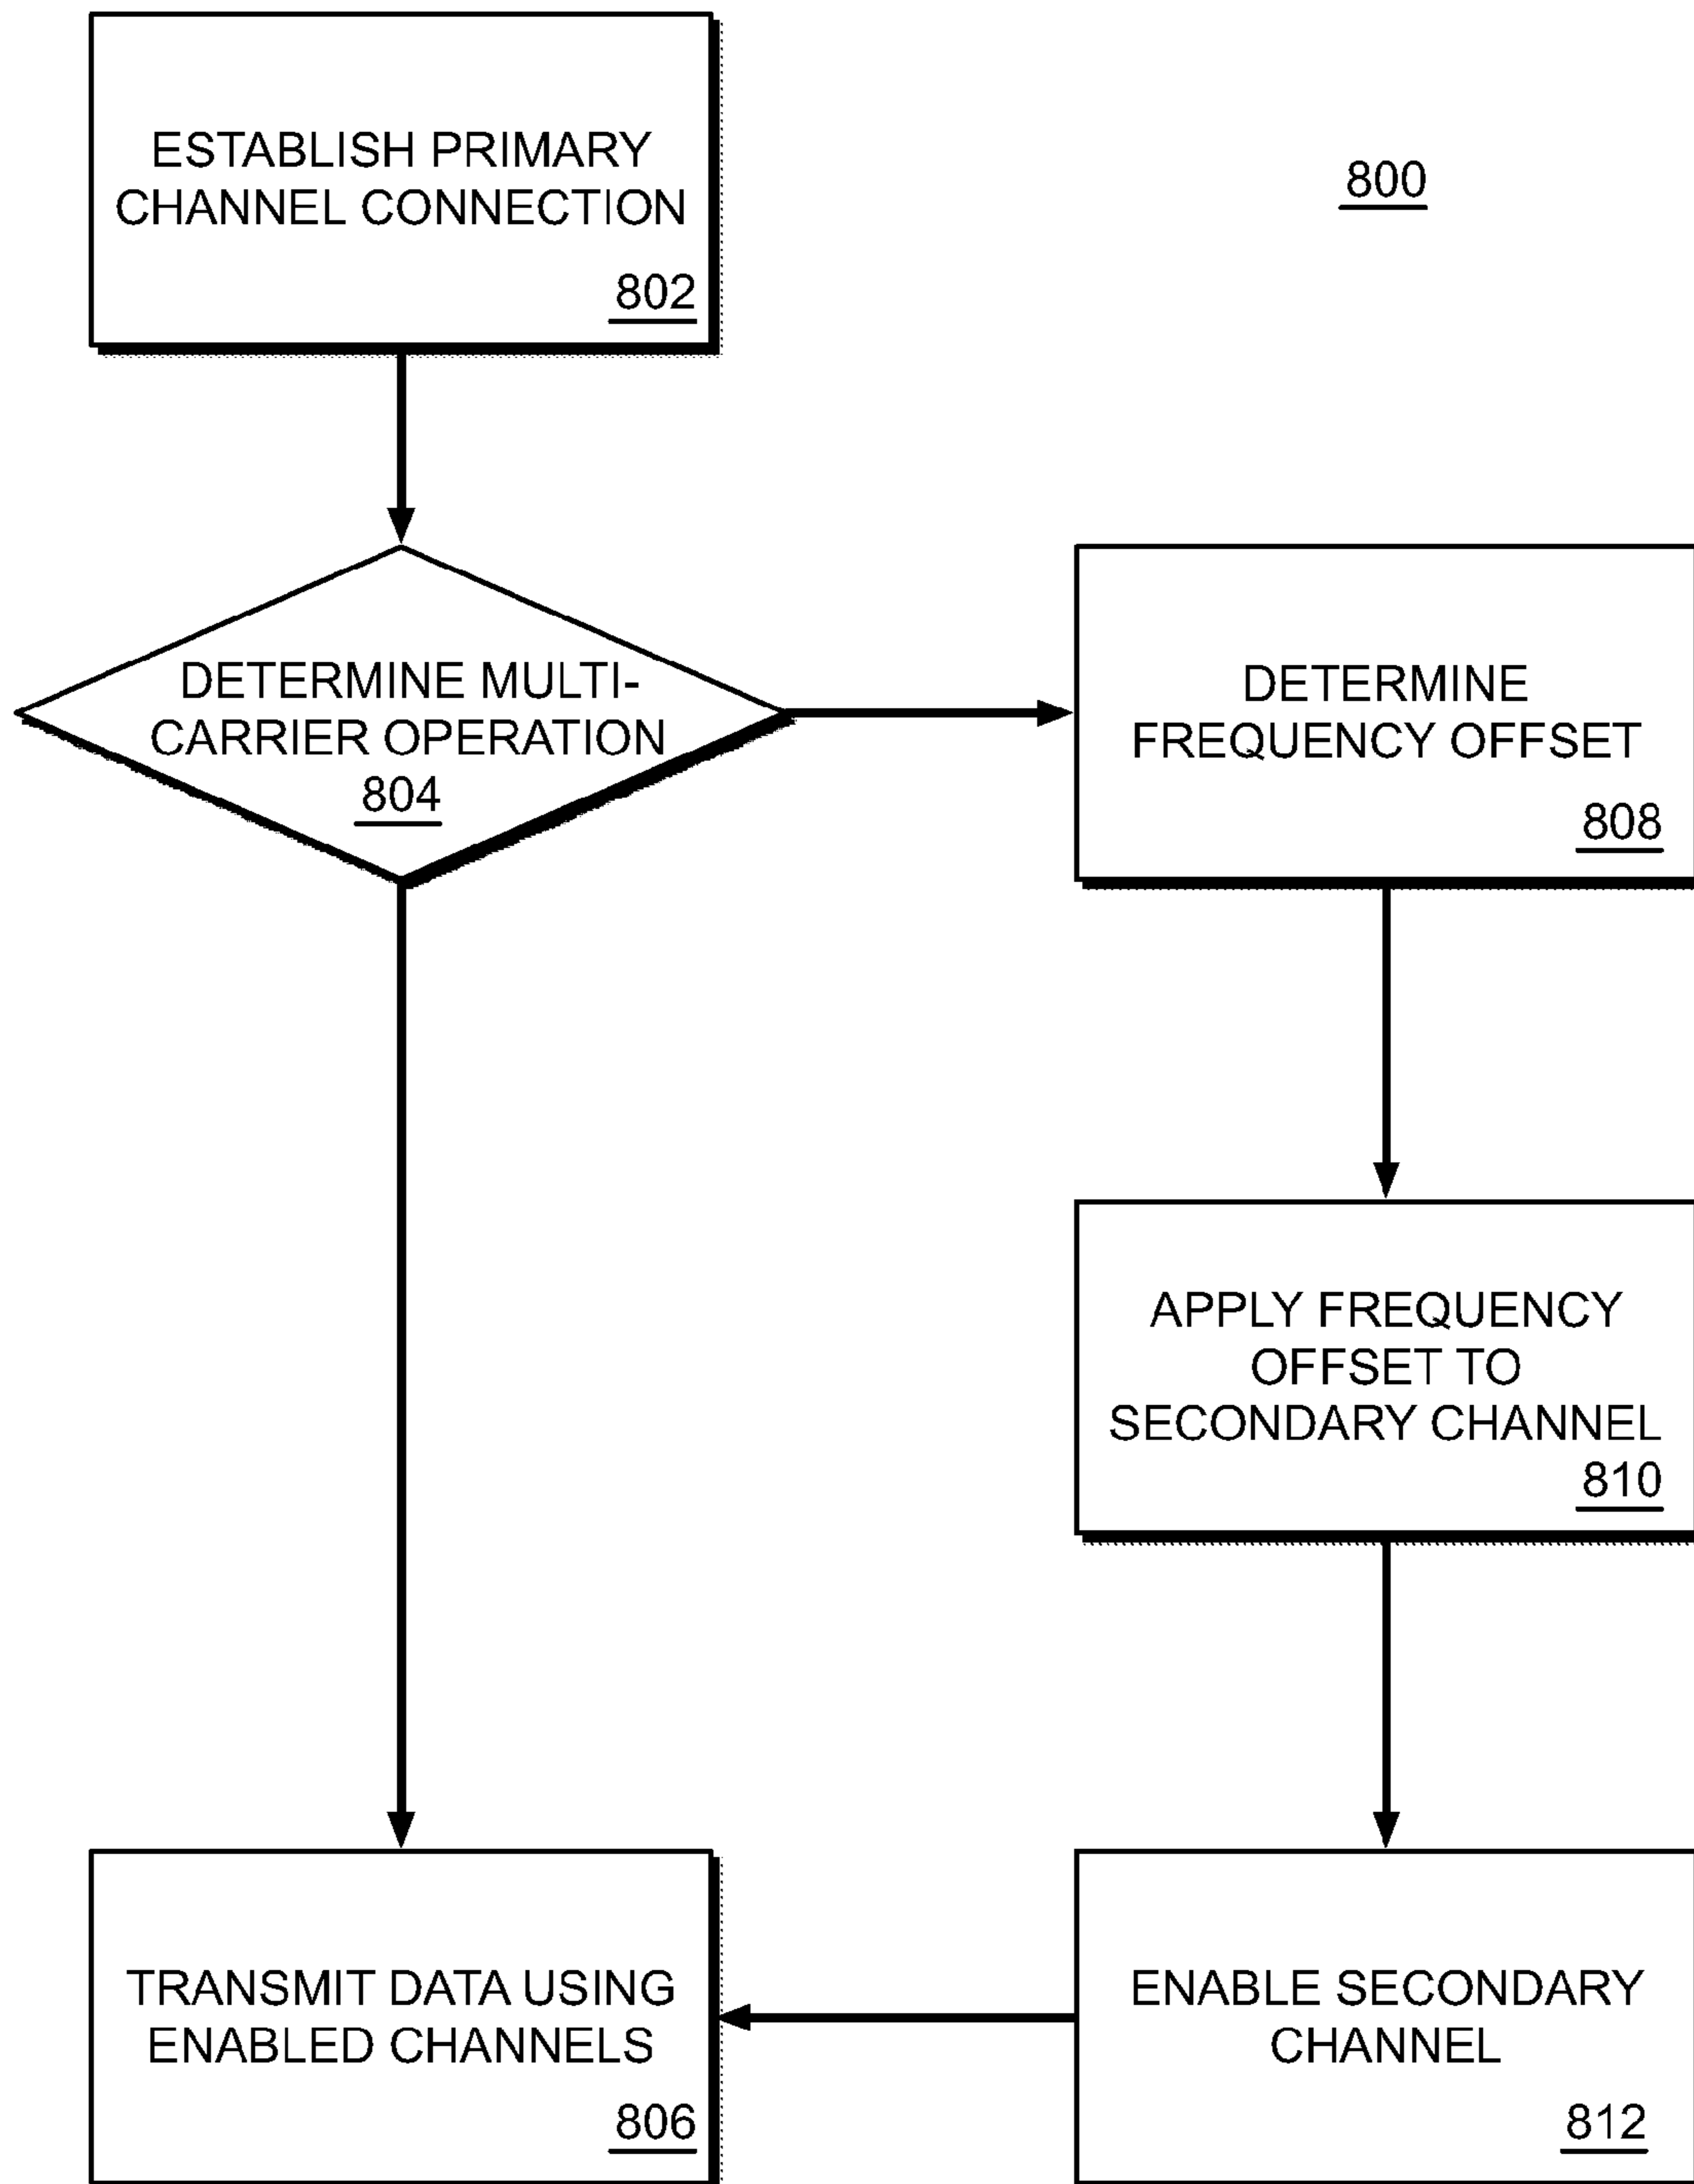 ESTABLISH PRIMARY
CHANNEL CONNECTION
802
800
DETERMINE MULTI-
CARRIER OPERATION
804
DETERMINE
FREQUENCY OFFSET
808
APPLY FREQUENCY
OFFSET TO
SECONDARY CHANNEL
810
TRANSMIT DATA USING
ENABLED CHANNELS
806
ENABLE SECONDARY
CHANNEL
812